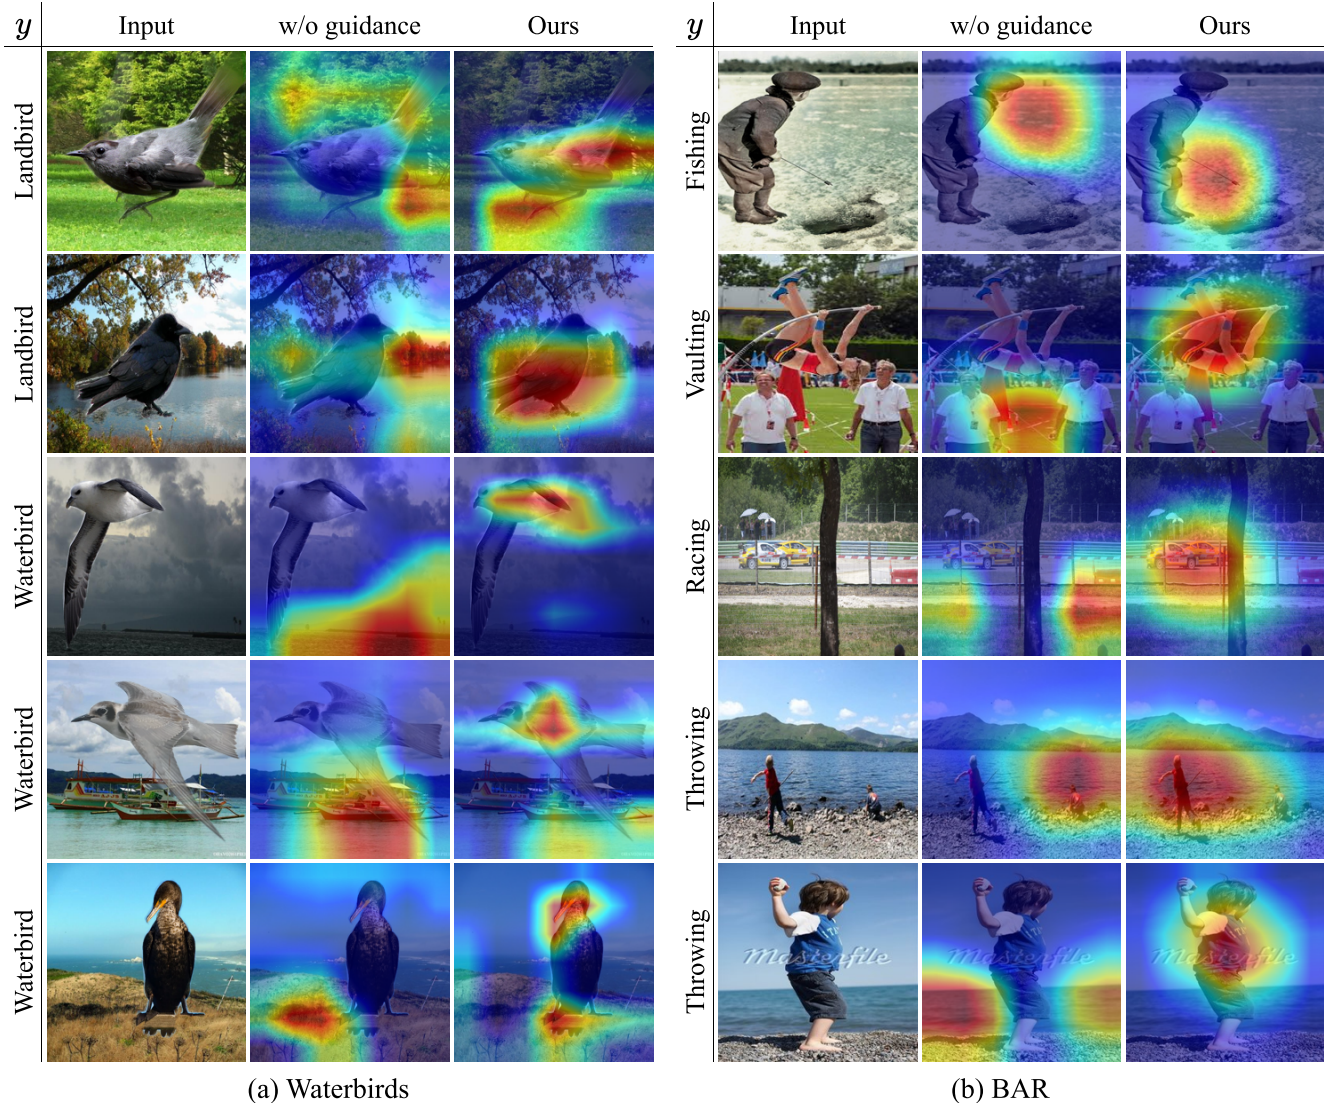 y Input w/o guidance Ours
Landbird
Landbird
Waterbird
Waterbird
Waterbird
(a) Waterbirds
y Input w/o guidance Ours
Fishing
Vaulting
Racing
Throwing
Throwing
Masterfile
Masterfile
Masterfile
(b) BAR